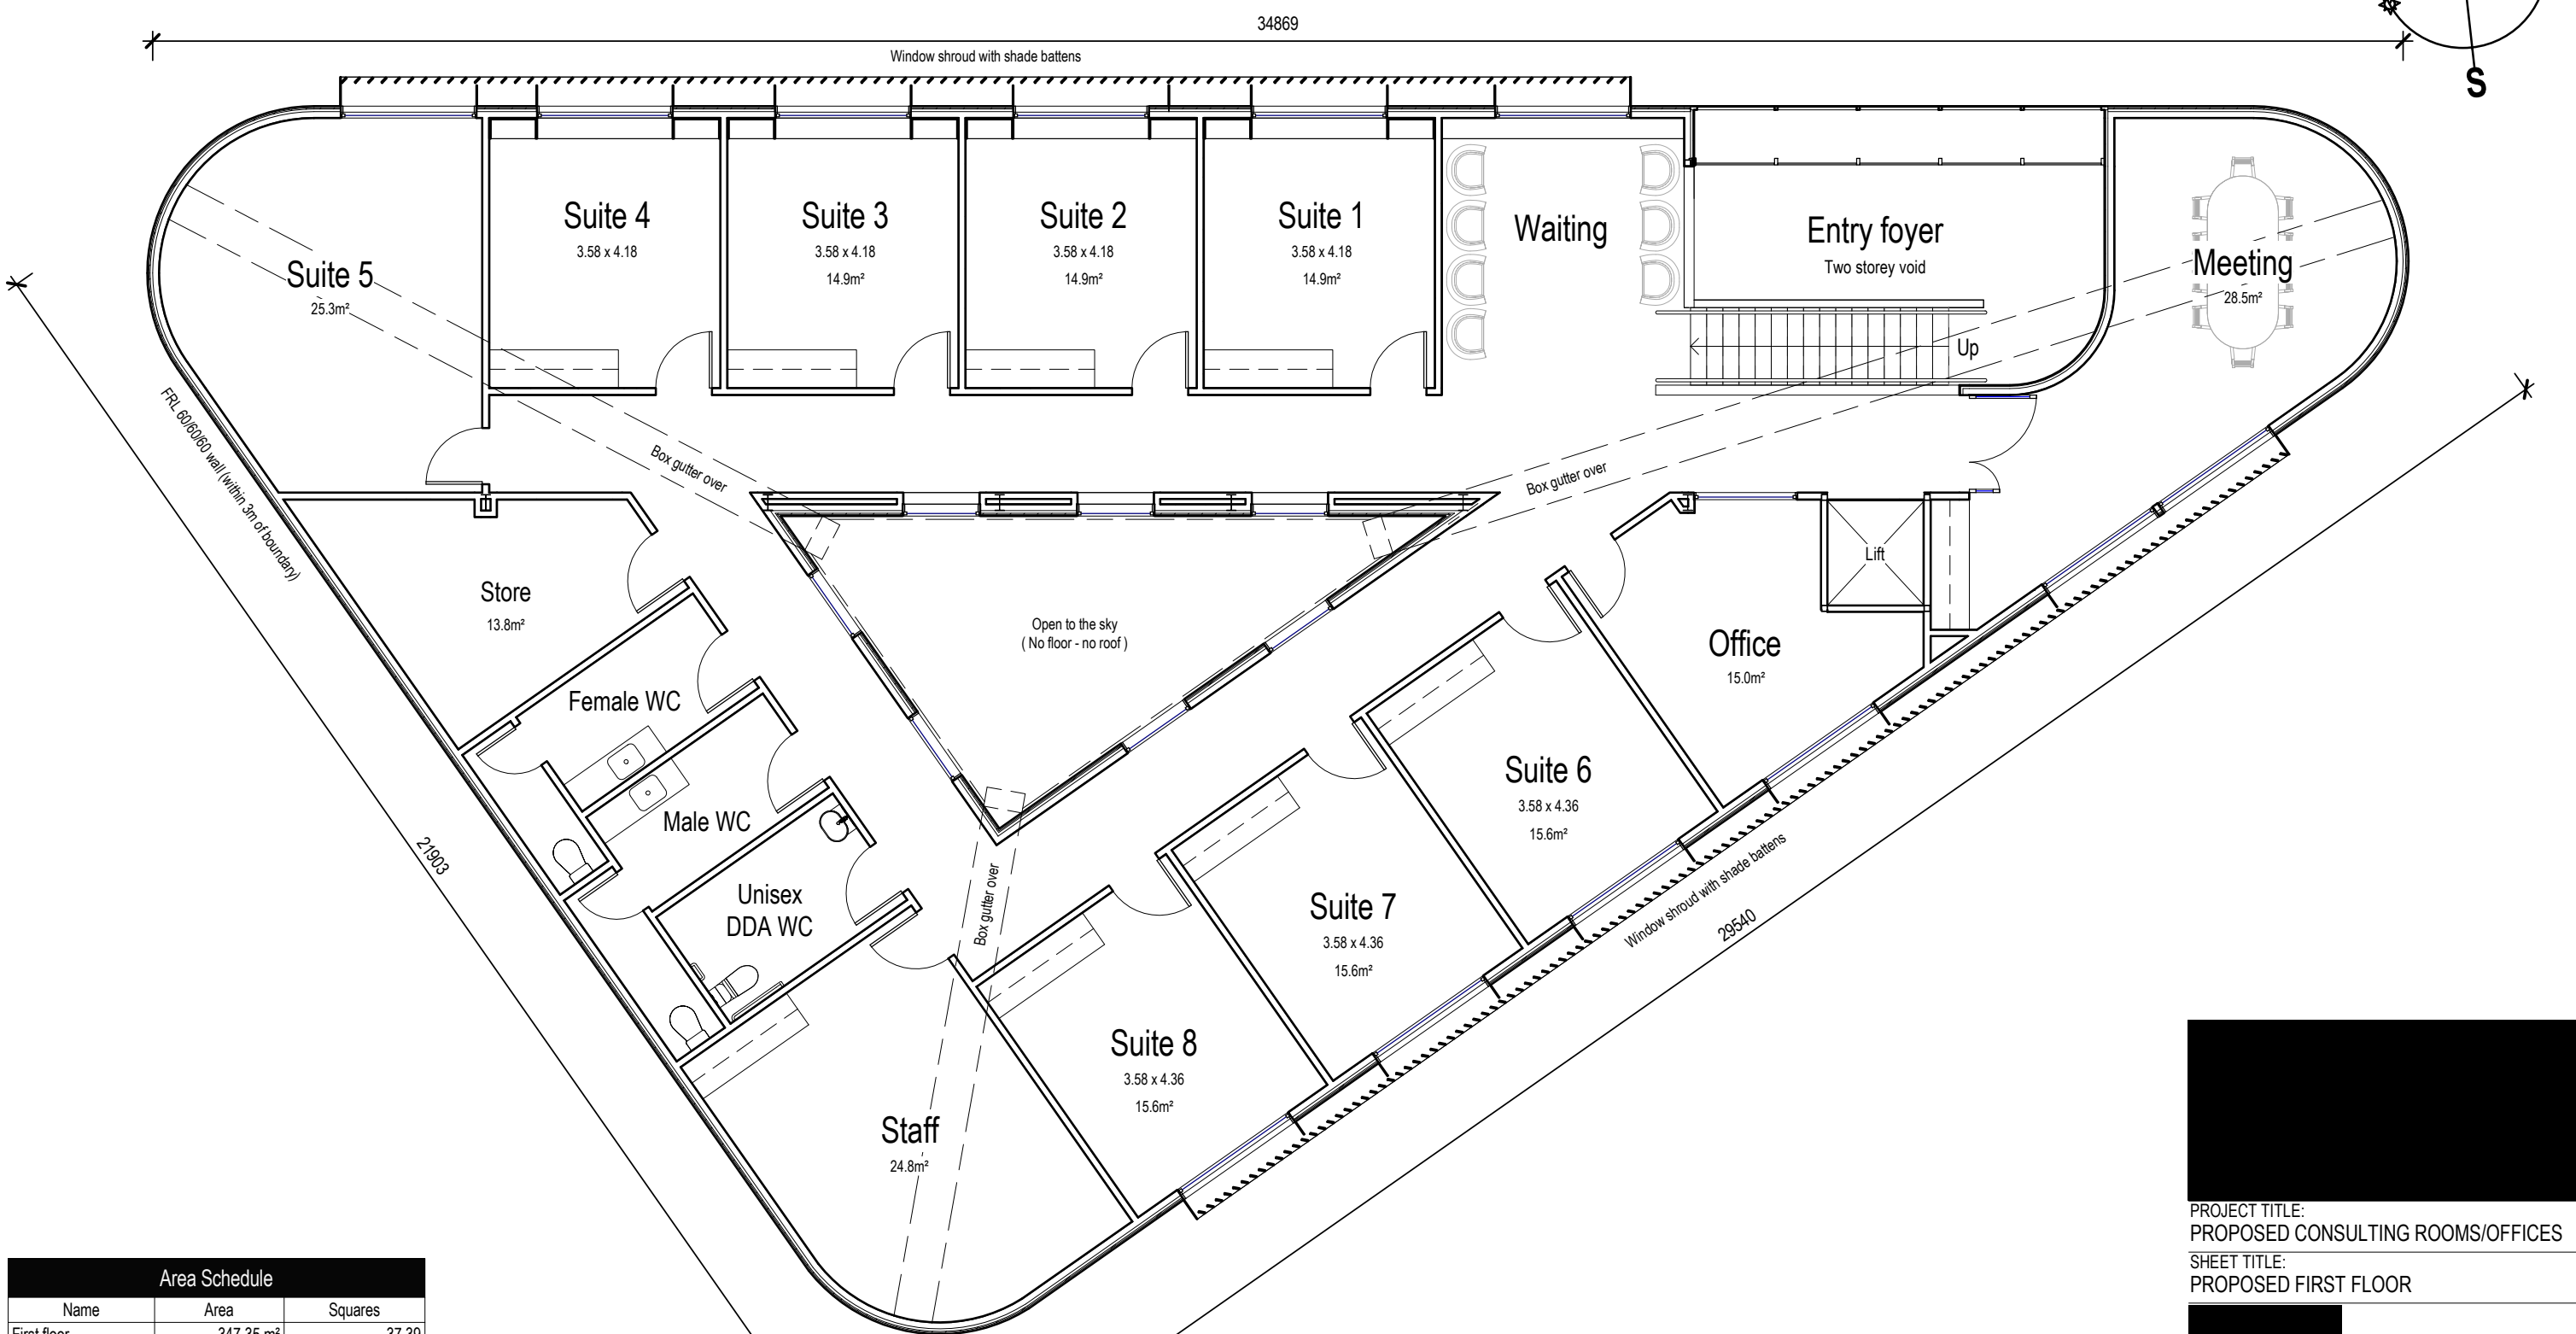 34869
Window shroud with shade battens
S
Suite 4
3.58 x 4.18
Suite 3
3.58 x 4.18
14.9m²
Suite 2
3.58 x 4.18
14.9m²
Suite 1
3.58 x 4.18
14.9m²
Waiting
Entry foyer
Two storey void
Meeting
28.5m²
Suite 5
25.3m²
Up
FRL 60/60/60 wall (within 3m of boundary)
Box gutter over
Box gutter over
Store
13.8m²
Open to the sky
( No floor - no roof )
Lift
Office
15.0m²
Female WC
Male WC
Unisex
DDA WC
Suite 6
3.58 x 4.36
15.6m²
Suite 7
3.58 x 4.36
15.6m²
Suite 8
3.58 x 4.36
15.6m²
Box gutter over
Window shroud with shade battens
29540
21903
Staff
24.8m²
PROJECT TITLE:
PROPOSED CONSULTING ROOMS/OFFICES
SHEET TITLE:
PROPOSED FIRST FLOOR
Area Schedule
Name Area Squares
First floor 347.35 m² 37.39